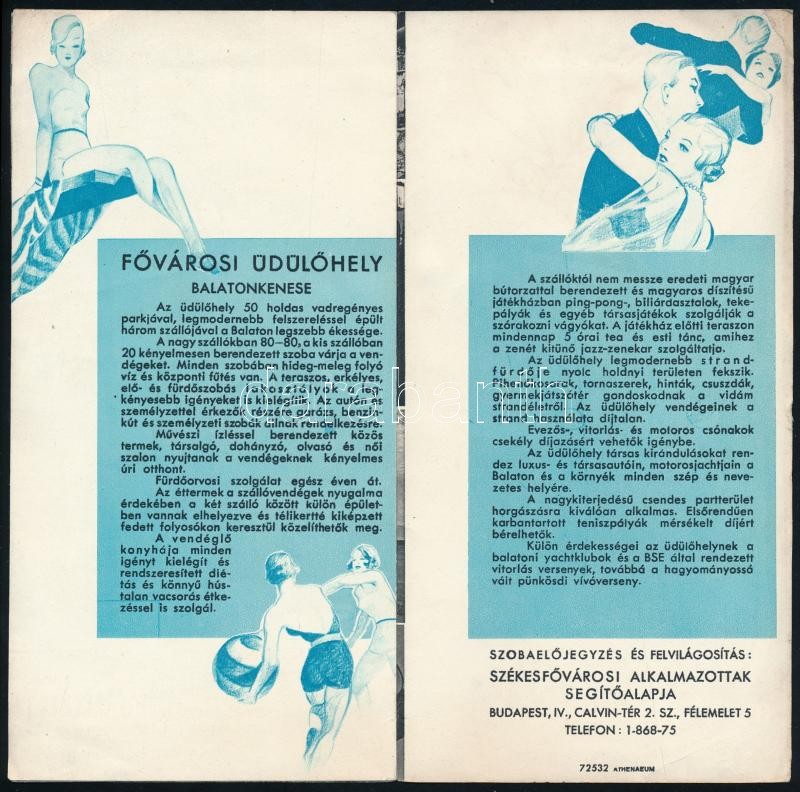 FŐVÁROSI ÜDÜLŐHELY
BALATONKENESE
Az üdülőhely 50 holdas vadregényes
parkjával, legmodernebb felszereléssel épült
három szállójával a Balaton legszebb ékessége.
A nagy szállókban 80–80, a kis szállóban
20 kényelmesen berendezett szoba várja a ven-
dégeket. Minden szobában hideg-meleg folyó
víz és központi fűtés van. A teraszos, erkélyes,
elő- és fürdőszobás lakosztályok a leg-
kényesebb igényeket is kielégítik. Az autón és
személyzettel érkezők részére garázs, benzin-
kút és személyzeti szobák állnak rendelkezésre.
Művészi ízléssel berendezett közös
termek, társalgó, dohányzó, olvasó és női
szalon nyujtanak a vendégeknek kényelmes
úri otthont.
Fürdőorvosi szolgálat egész éven át.
Az éttermek a szállóvendégek nyugalma
érdekében a két szálló között külön épület-
ben vannak elhelyezve és télikertté kiképzett
fedett folyosókon keresztül közelíthetők meg.
A vendéglő
konyhája minden
igényt kielégít és
rendszeresített dié-
tás és könnyű hús-
talan vacsorás étke-
zéssel is szolgál.
A szállóktól nem messze eredeti magyar
bútorzattal berendezett és magyaros díszítésű
játékházban ping-pong-, biliárdasztalok, teke-
pályák és egyéb társasjátékok szolgálják a
szórakozni vágyókat. A játékház előtti teraszon
mindennap 5 órai tea és esti tánc, amihez
a zenét kitünő jazz-zenekar szolgáltatja.
Az üdülőhely legmodernebb strand-
fürdője nyolc holdnyi területen fekszik.
Pihenőkosarak, tornaszerek, hinták, csuszdák,
gyermekjátszótér gondoskodnak a vidám
strandéletről. Az üdülőhely vendégeinek a
strand használata díjtalan.
Evezős-, vitorlás- és motoros csónakok
csekély díjazásért vehetők igénybe.
Az üdülőhely társas kirándulásokat ren-
dez luxus- és társasautóin, motorosjachtjain a
Balaton és a környék minden szép és neve-
zetes helyére.
A nagykiterjedésű csendes partterület
horgászásra kiválóan alkalmas. Elsőrendűen
karbantartott teniszpályák mérsékelt díjért
bérelhetők.
Külön érdekességei az üdülőhelynek a
balatoni yachtklubok és a BSE által rendezett
vitorlás versenyek, továbbá a hagyományossá
vált pünkösdi vívóverseny.
SZOBAELŐJEGYZÉS ÉS FELVILÁGOSÍTÁS:
SZÉKESFŐVÁROSI ALKALMAZOTTAK
SEGÍTŐALAPJA
BUDAPEST, IV., CALVIN-TÉR 2. SZ., FÉLEMELET 5
TELEFON: 1-868-75
72532 ATHENAEUM
darabanth